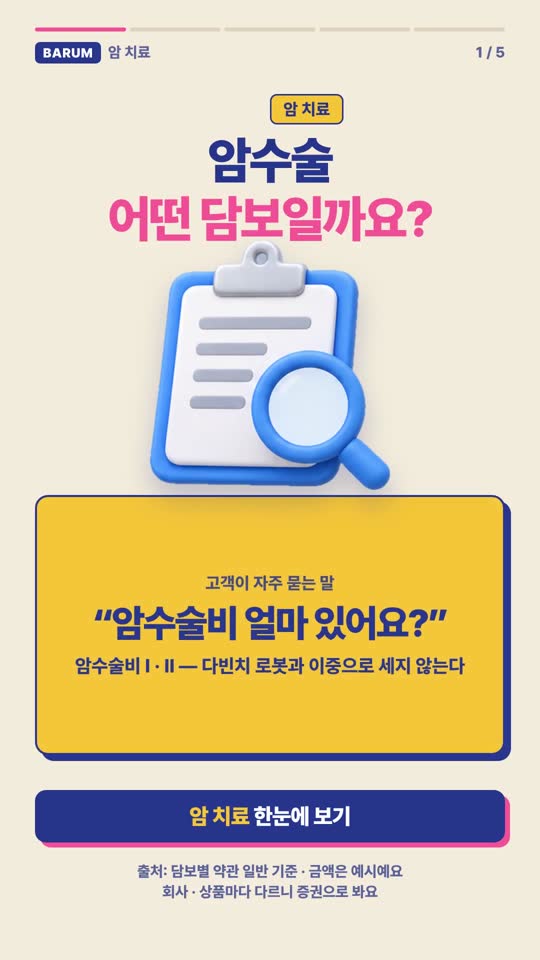 BARUM 암 치료 1 / 5
암 치료
암수술
어떤 담보일까요?
고객이 자주 묻는 말
“암수술비 얼마 있어요?”
암수술비 I · II — 다빈치 로봇과 이중으로 세지 않는다
암 치료 한눈에 보기
출처: 담보별 약관 일반 기준 · 금액은 예시예요
회사 · 상품마다 다르니 증권으로 봐요